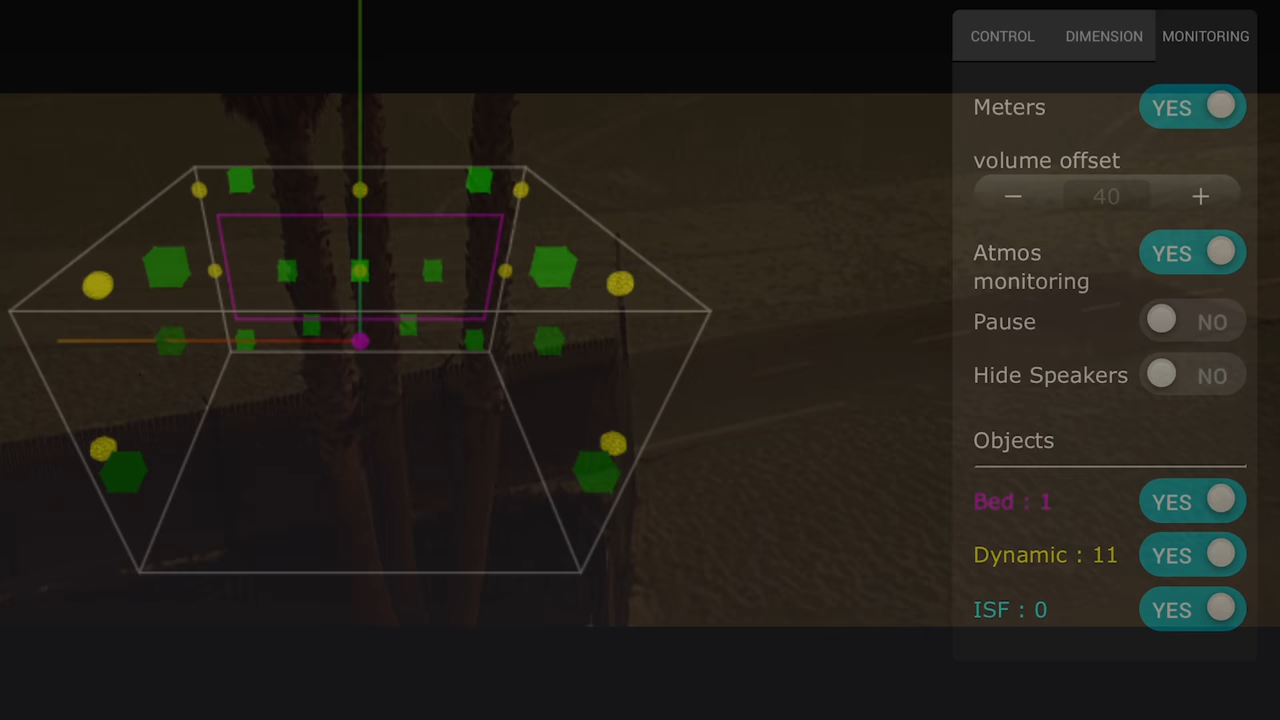 CONTROL DIMENSION MONITORING
Meters YES
volume offset
− 40 +
Atmos
monitoring YES
Pause NO
Hide Speakers NO
Objects
Bed : 1 YES
Dynamic : 11 YES
ISF : 0 YES